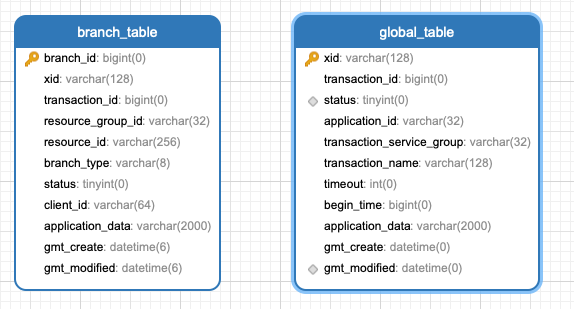 branch_table
branch_id: bigint(0)
xid: varchar(128)
transaction_id: bigint(0)
resource_group_id: varchar(32)
resource_id: varchar(256)
branch_type: varchar(8)
status: tinyint(0)
client_id: varchar(64)
application_data: varchar(2000)
gmt_create: datetime(6)
gmt_modified: datetime(6)
global_table
xid: varchar(128)
transaction_id: bigint(0)
status: tinyint(0)
application_id: varchar(32)
transaction_service_group: varchar(32)
transaction_name: varchar(128)
timeout: int(0)
begin_time: bigint(0)
application_data: varchar(2000)
gmt_create: datetime(0)
gmt_modified: datetime(0)